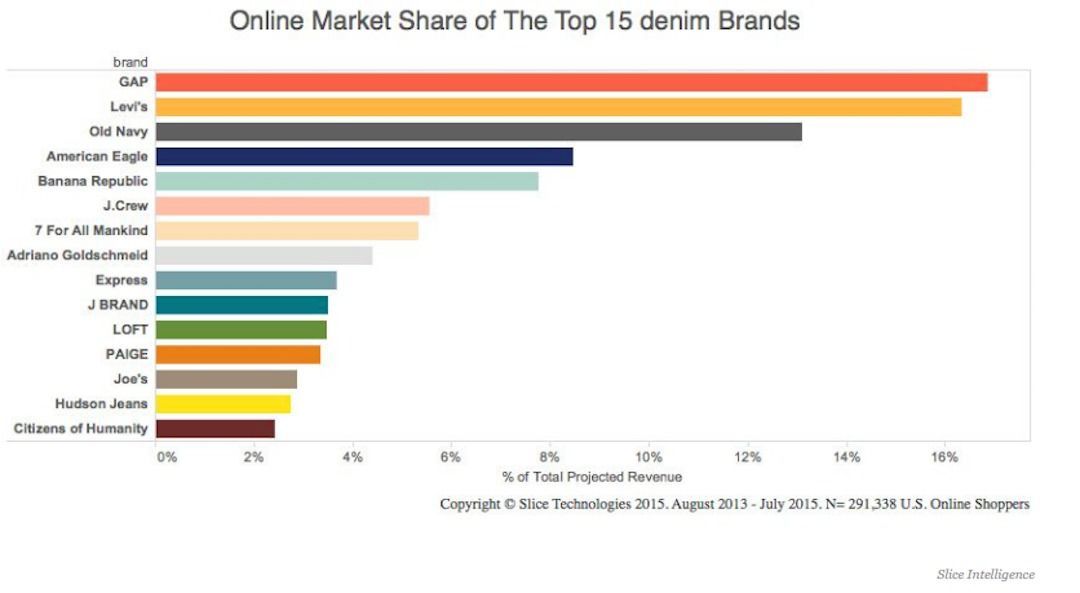 Online Market Share of The Top 15 denim Brands
brand
GAP
Levi's
Old Navy
American Eagle
Banana Republic
J.Crew
7 For All Mankind
Adriano Goldschmeid
Express
J BRAND
LOFT
PAIGE
Joe's
Hudson Jeans
Citizens of Humanity
0% 2% 4% 6% 8% 10% 12% 14% 16%
% of Total Projected Revenue
Copyright © Slice Technologies 2015. August 2013 - July 2015. N= 291,338 U.S. Online Shoppers
Slice Intelligence